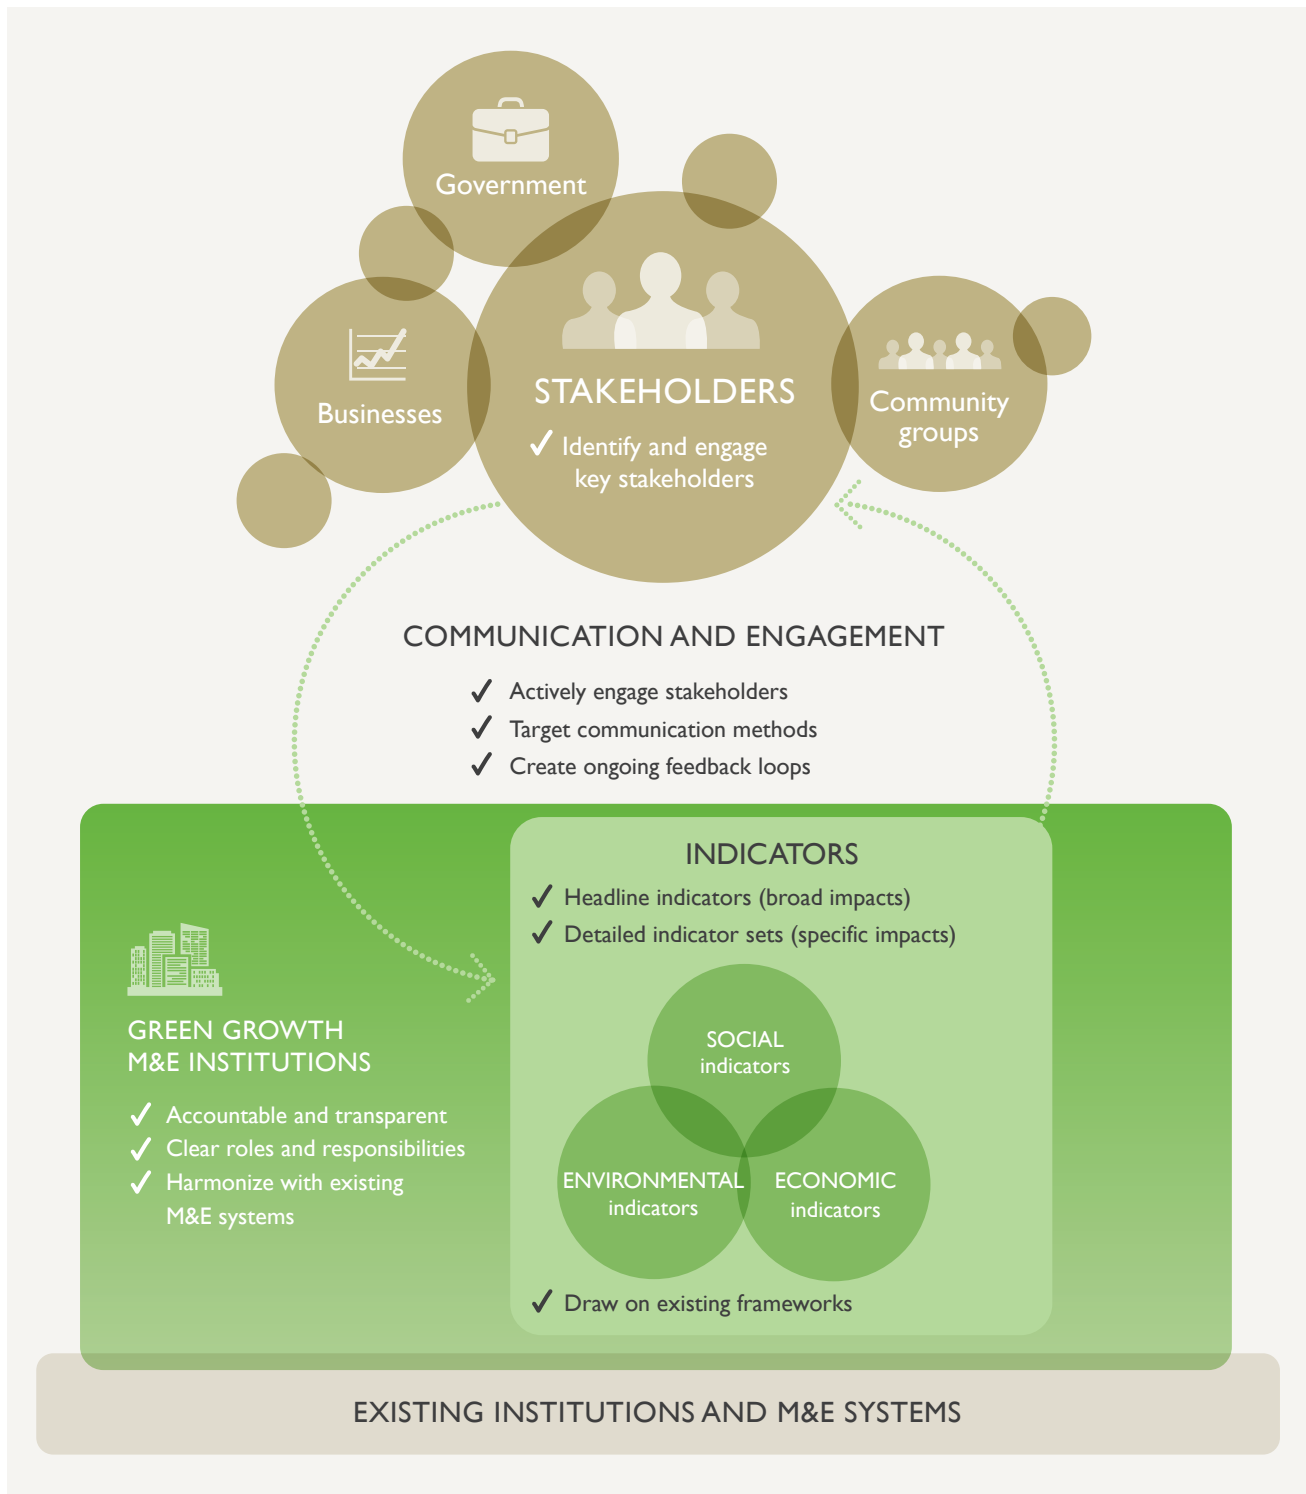 Government
STAKEHOLDERS
✓ Identify and engage
key stakeholders
Businesses
Community
groups
COMMUNICATION AND ENGAGEMENT
✓ Actively engage stakeholders
✓ Target communication methods
✓ Create ongoing feedback loops
GREEN GROWTH
M&E INSTITUTIONS
✓ Accountable and transparent
✓ Clear roles and responsibilities
✓ Harmonize with existing
M&E systems
INDICATORS
✓ Headline indicators (broad impacts)
✓ Detailed indicator sets (specific impacts)
SOCIAL
indicators
ENVIRONMENTAL
indicators
ECONOMIC
indicators
✓ Draw on existing frameworks
EXISTING INSTITUTIONS AND M&E SYSTEMS